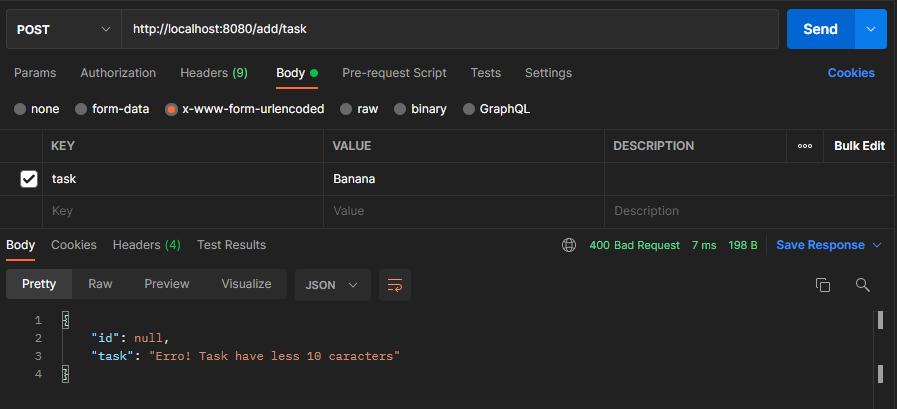 POST http://localhost:8080/add/task Send
Params Authorization Headers (9) Body Pre-request Script Tests Settings Cookies
none form-data x-www-form-urlencoded raw binary GraphQL
KEY VALUE DESCRIPTION ooo Bulk Edit
task Banana
Key Value Description
Body Cookies Headers (4) Test Results 400 Bad Request 7 ms 198 B Save Response
Pretty Raw Preview Visualize JSON
1 {
2 "id": null,
3 "task": "Erro! Task have less 10 caracters"
4 }